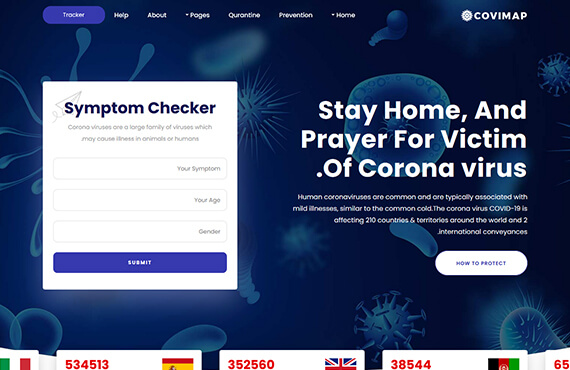 Tracker
Help
About
Pages
Qurantine
Prevention
Home
COVIMAP
Symptom Checker
Corona viruses are a large family of viruses which
.may cause illness in animals or humans
Your Symptom
Your Age
Gender
SUBMIT
Stay Home, And
Prayer For Victim
.Of Corona virus
Human coronaviruses are common and are typically associated with
mild illnesses, similar to the common cold.The corona virus COVID-19 is
affecting 210 countries & territories around the world and 2
.international conveyances
HOW TO PROTECT
534513
352560
38544
65